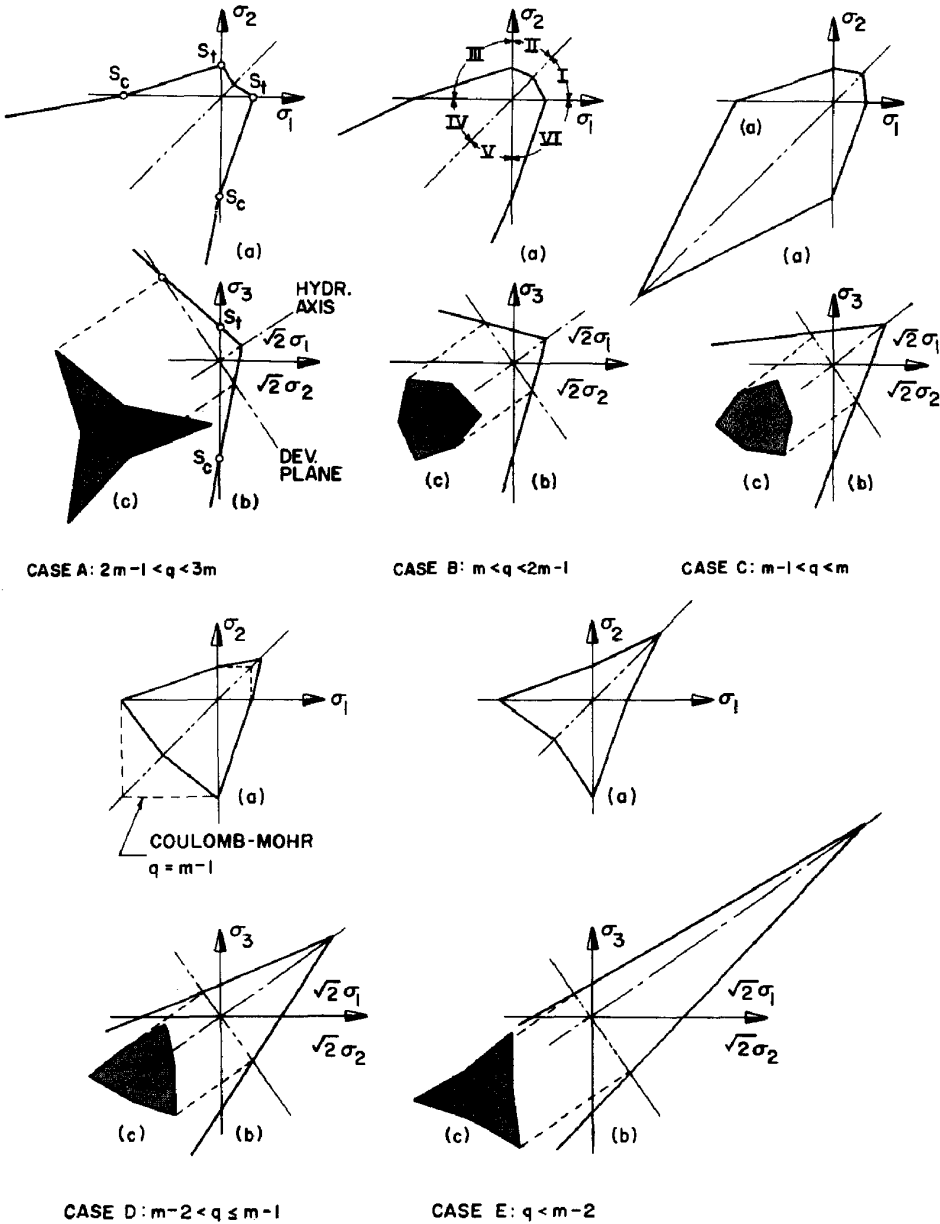 σ2
St
Sc
St
σ1
Sc
(a)
σ2
III
II
I
σ1
IV
V
VI
(a)
σ2
(a)
σ1
(a)
σ3
HYDR.
AXIS
St
√2σ1
√2σ2
Sc
DEV.
PLANE
(c)
(b)
σ3
√2σ1
√2σ2
(c)
(b)
σ3
√2σ1
√2σ2
(c)
(b)
CASE A: 2m-1<q<3m
CASE B: m<q<2m-1
CASE C: m-1<q<m
σ2
σ1
(a)
COULOMB-MOHR
q=m-1
σ2
σ1
(a)
σ3
√2σ1
√2σ2
(c)
(b)
σ3
√2σ1
√2σ2
(c)
(b)
CASE D: m-2<q≤m-1
CASE E: q<m-2